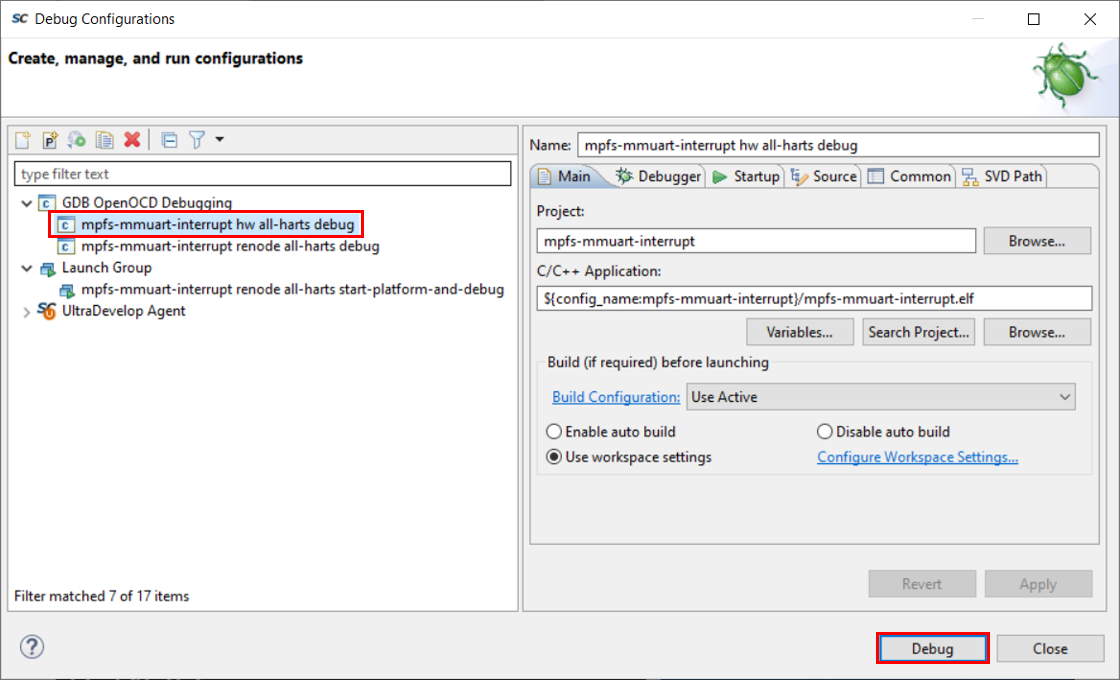 SC Debug Configurations
Create, manage, and run configurations
P
type filter text
GDB OpenOCD Debugging
c mpfs-mmuart-interrupt hw all-harts debug
c mpfs-mmuart-interrupt renode all-harts debug
Launch Group
mpfs-mmuart-interrupt renode all-harts start-platform-and-debug
UltraDevelop Agent
Filter matched 7 of 17 items
Name: mpfs-mmuart-interrupt hw all-harts debug
Main Debugger Startup Source Common SVD Path
Project:
mpfs-mmuart-interrupt Browse...
C/C++ Application:
${config_name:mpfs-mmuart-interrupt}/mpfs-mmuart-interrupt.elf
Variables... Search Project... Browse...
Build (if required) before launching
Build Configuration: Use Active
Enable auto build Disable auto build
Use workspace settings Configure Workspace Settings...
Revert Apply
? Debug Close